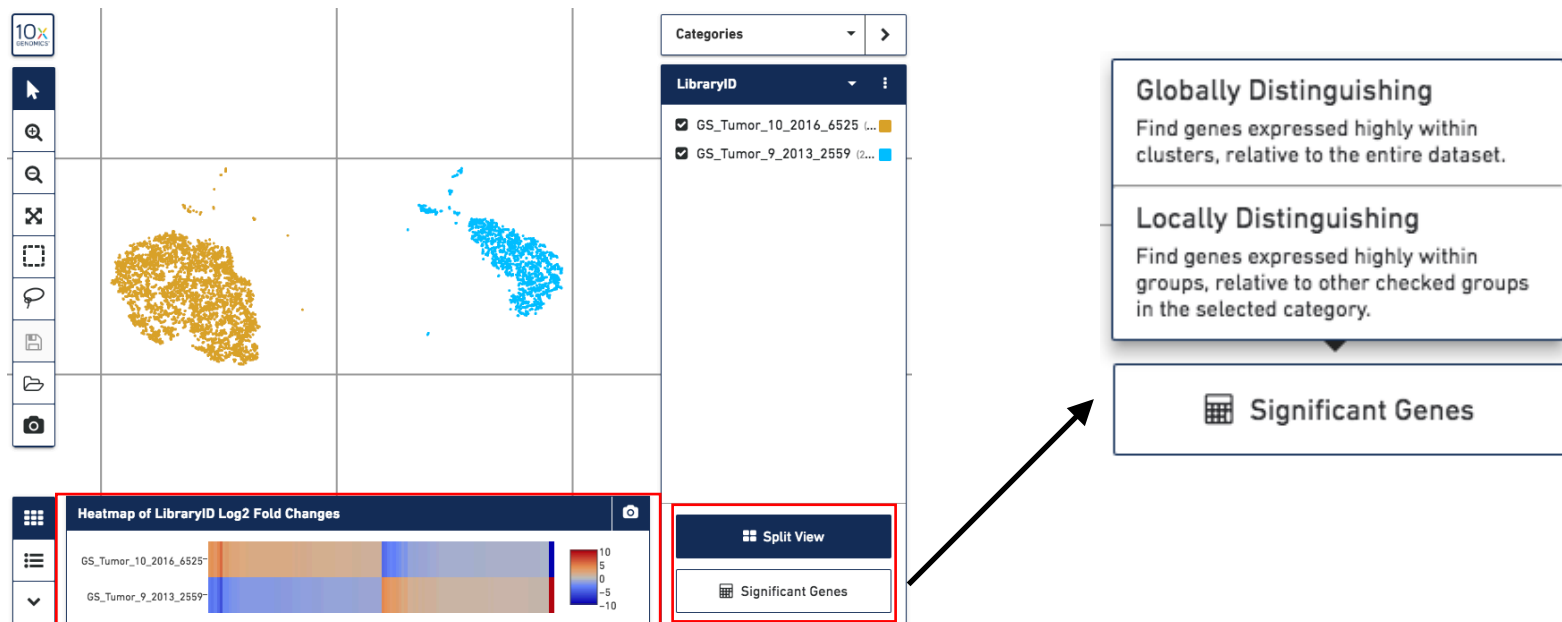 10x
GENOMICS
Categories
LibraryID
GS_Tumor_10_2016_6525 (...
GS_Tumor_9_2013_2559 (2...
Split View
Significant Genes
Heatmap of LibraryID Log2 Fold Changes
GS_Tumor_10_2016_6525
GS_Tumor_9_2013_2559
10
5
0
−5
−10
Globally Distinguishing
Find genes expressed highly within
clusters, relative to the entire dataset.
Locally Distinguishing
Find genes expressed highly within
groups, relative to other checked groups
in the selected category.
Significant Genes